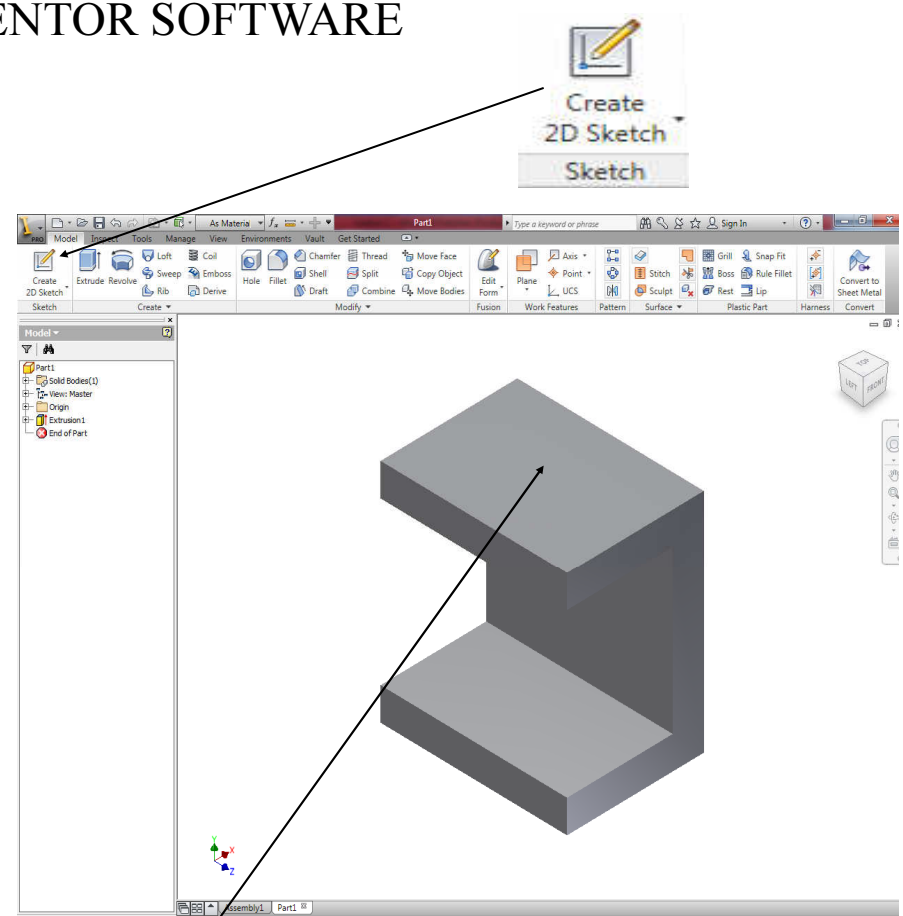 ENTOR SOFTWARE
Create
2D Sketch
Sketch
As Material
Part1
Type a keyword or phrase
Sign In
PRO Model Inspect Tools Manage View Environments Vault Get Started
Create
2D Sketch
Extrude Revolve
Loft
Sweep
Rib
Coil
Emboss
Derive
Hole Fillet
Chamfer
Shell
Draft
Thread
Split
Combine
Move Face
Copy Object
Move Bodies
Edit
Form
Plane
Axis
Point
UCS
Stitch
Sculpt
Grill
Boss
Rest
Snap Fit
Rule Fillet
Lip
Convert to
Sheet Metal
Sketch Create Modify Fusion Work Features Pattern Surface Plastic Part Harness Convert
Model
Part1
Solid Bodies(1)
View: Master
Origin
Extrusion1
End of Part
TOP
LEFT FRONT
Y
X
Z
Assembly1 Part1